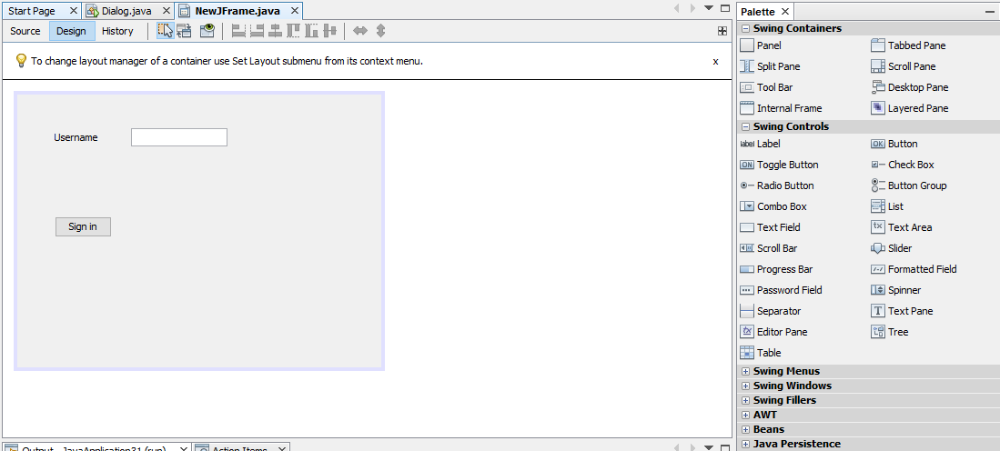 Start Page x Dialog.java x NewJFrame.java x
Source Design History
To change layout manager of a container use Set Layout submenu from its context menu. x
Username
Sign in
Output - JavaApplication31 (run) x Action Items x
Palette x
Swing Containers
Panel Tabbed Pane
Split Pane Scroll Pane
Tool Bar Desktop Pane
Internal Frame Layered Pane
Swing Controls
label Label OK Button
ON Toggle Button Check Box
Radio Button Button Group
Combo Box List
Text Field Text Area
Scroll Bar Slider
Progress Bar Formatted Field
Password Field Spinner
Separator T Text Pane
Editor Pane Tree
Table
Swing Menus
Swing Windows
Swing Fillers
AWT
Beans
Java Persistence